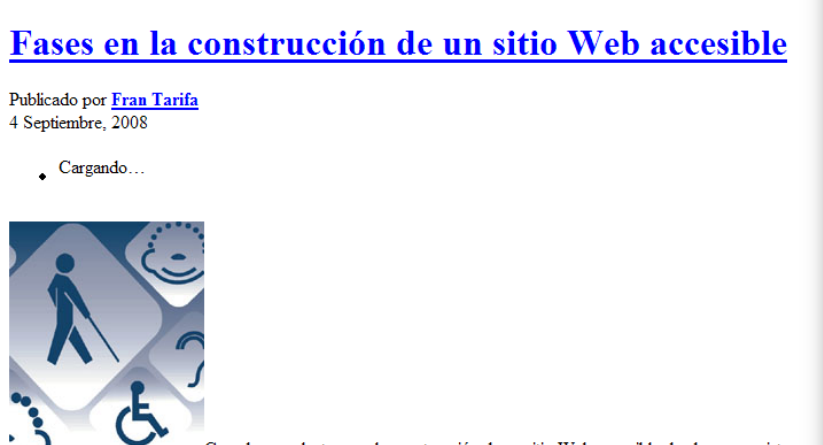 Fases en la construcción de un sitio Web accesible
Publicado por Fran Tarifa
4 Septiembre, 2008
Cargando…